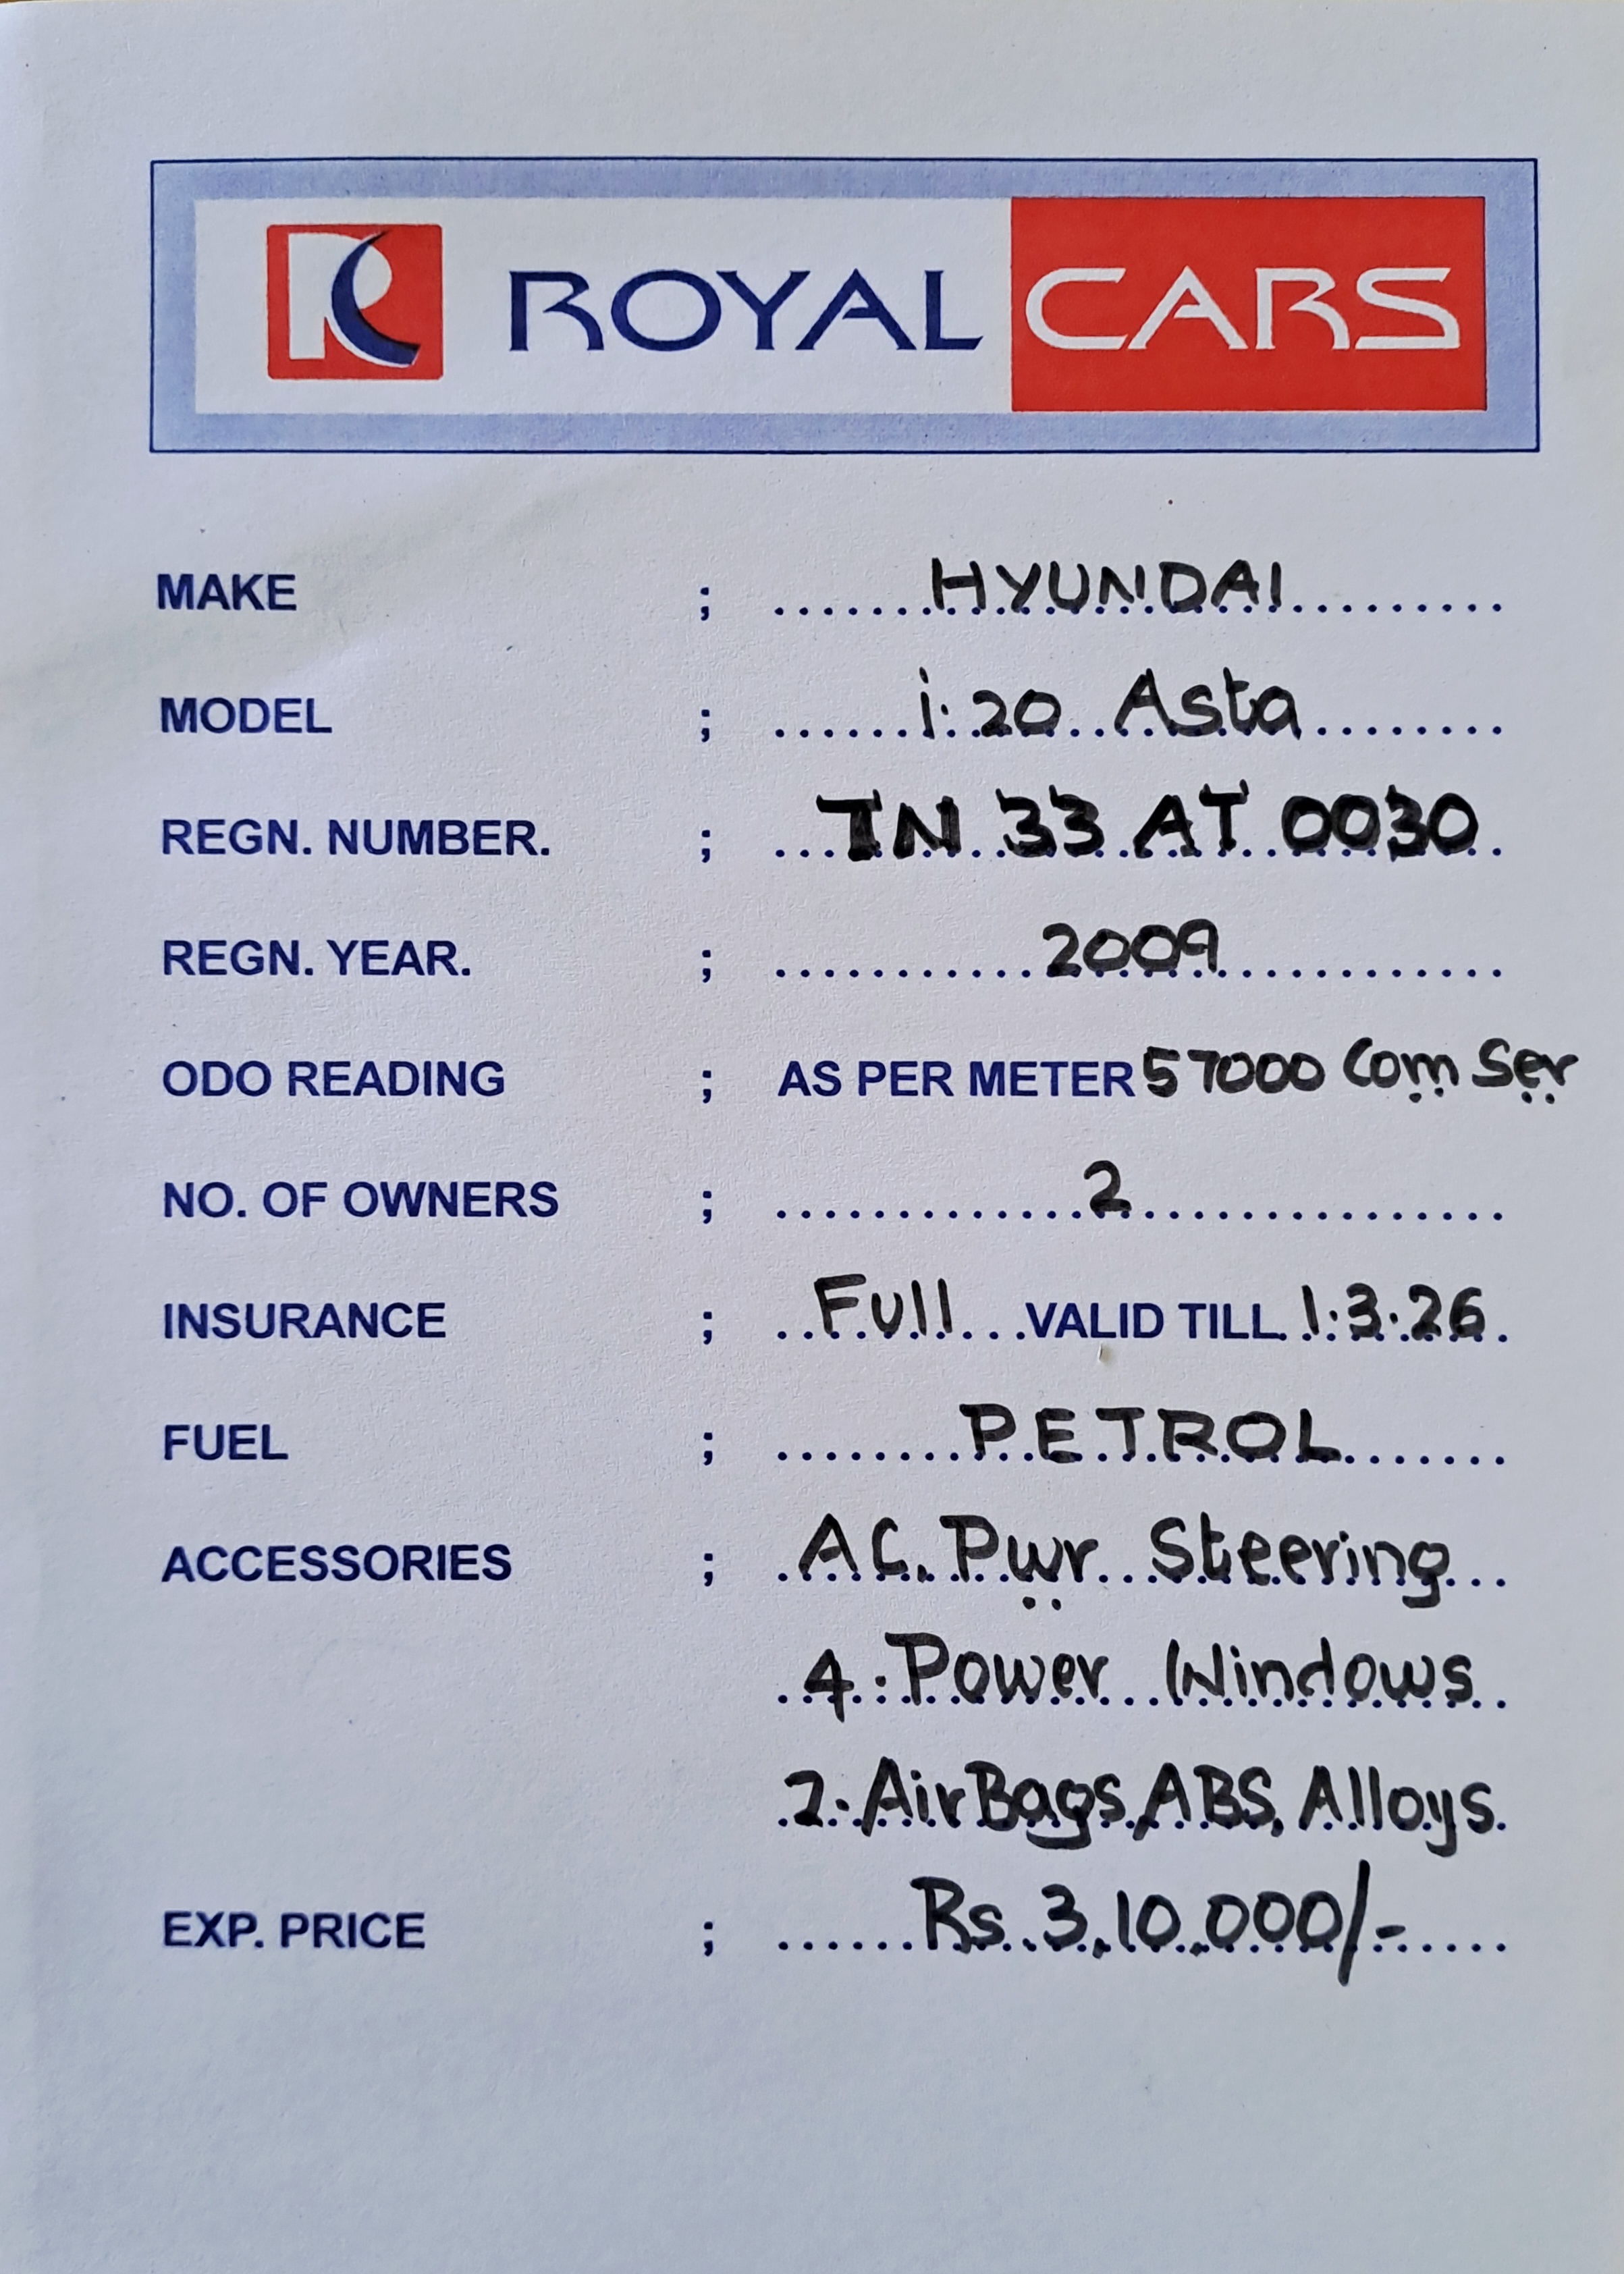 R ROYAL CARS
MAKE ; HYUNDAI
MODEL ; i.20 Asta
REGN. NUMBER. ; TN 33 AT 0030
REGN. YEAR. ; 2009
ODO READING ; AS PER METER 57000 Com Ser
NO. OF OWNERS ; 2
INSURANCE ; Full VALID TILL 1.3.26
FUEL ; PETROL
ACCESSORIES ; AC, Pwr Steering
4. Power Windows
2. AirBags, ABS, Alloys
EXP. PRICE ; Rs. 3,10,000/-